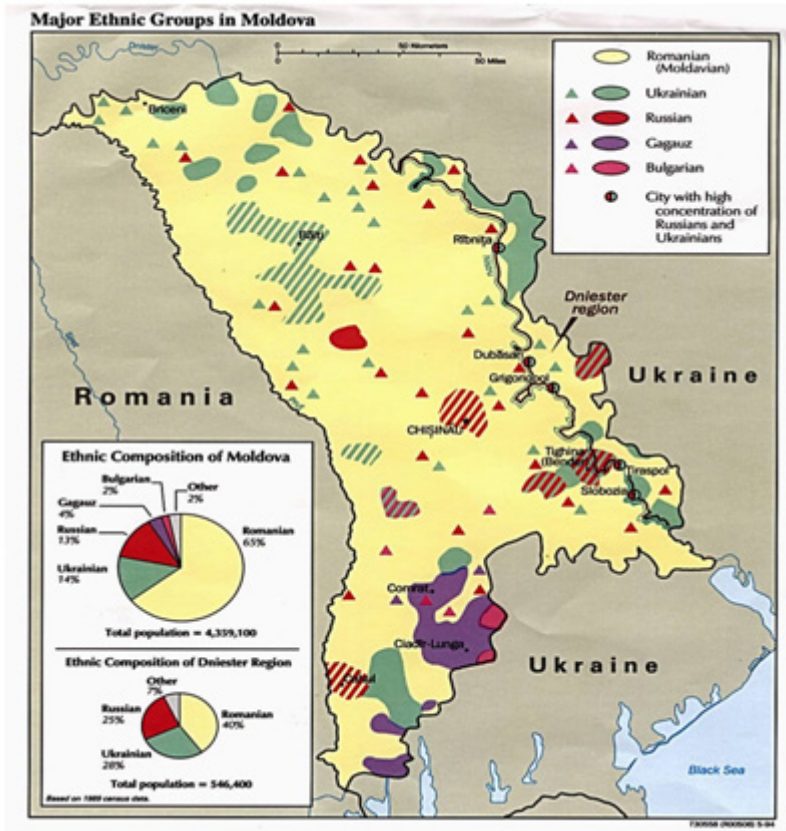 Major Ethnic Groups in Moldova
Dniester
50 Kilometers
50 Miles
Romanian
(Moldavian)
Ukrainian
Russian
Gagauz
Bulgarian
City with high
concentration of
Russians and
Ukrainians
Briceni
Bălţi
Rîbniţa
Dniester
region
Dubăsari
Grigoriopol
Ukraine
Romania
CHIŞINĂU
Tighina
(Bender)
Tiraspol
Slobozia
Comrat
Ciadîr-Lunga
Ukraine
Cahul
Black Sea
Ethnic Composition of Moldova
Bulgarian
2%
Other
2%
Gagauz
4%
Russian
13%
Romanian
65%
Ukrainian
14%
Total population = 4,359,100
Ethnic Composition of Dniester Region
Other
7%
Russian
25%
Romanian
40%
Ukrainian
28%
Total population = 546,400
Based on 1989 census data.